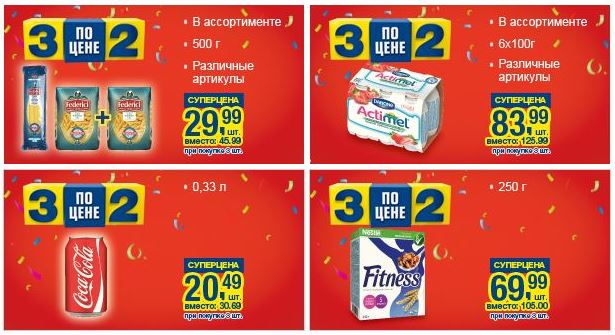 3 ПО ЦЕНЕ 2
• В ассортименте
• 500 г
• Различные
артикулы
Federici
Federici
+
СУПЕРЦЕНА
29,99
шт.
вместо: 45.99
при покупке 3 шт.
3 ПО ЦЕНЕ 2
• В ассортименте
• 6х100г
• Различные
артикулы
DANONE
Actimel
СУПЕРЦЕНА
83,99
шт.
вместо: 125.99
при покупке 3 шт.
3 ПО ЦЕНЕ 2
• 0,33 л
Coca-Cola
СУПЕРЦЕНА
20,49
шт.
вместо: 30.69
при покупке 3 шт.
3 ПО ЦЕНЕ 2
• 250 г
Nestlé
Fitness
СУПЕРЦЕНА
69,99
шт.
вместо: 105.00
при покупке 3 шт.